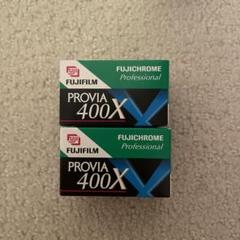 FUJIFILM
FUJICHROME
Professional
PROVIA
400X
FUJIFILM
FUJICHROME
Professional
PROVIA
400X